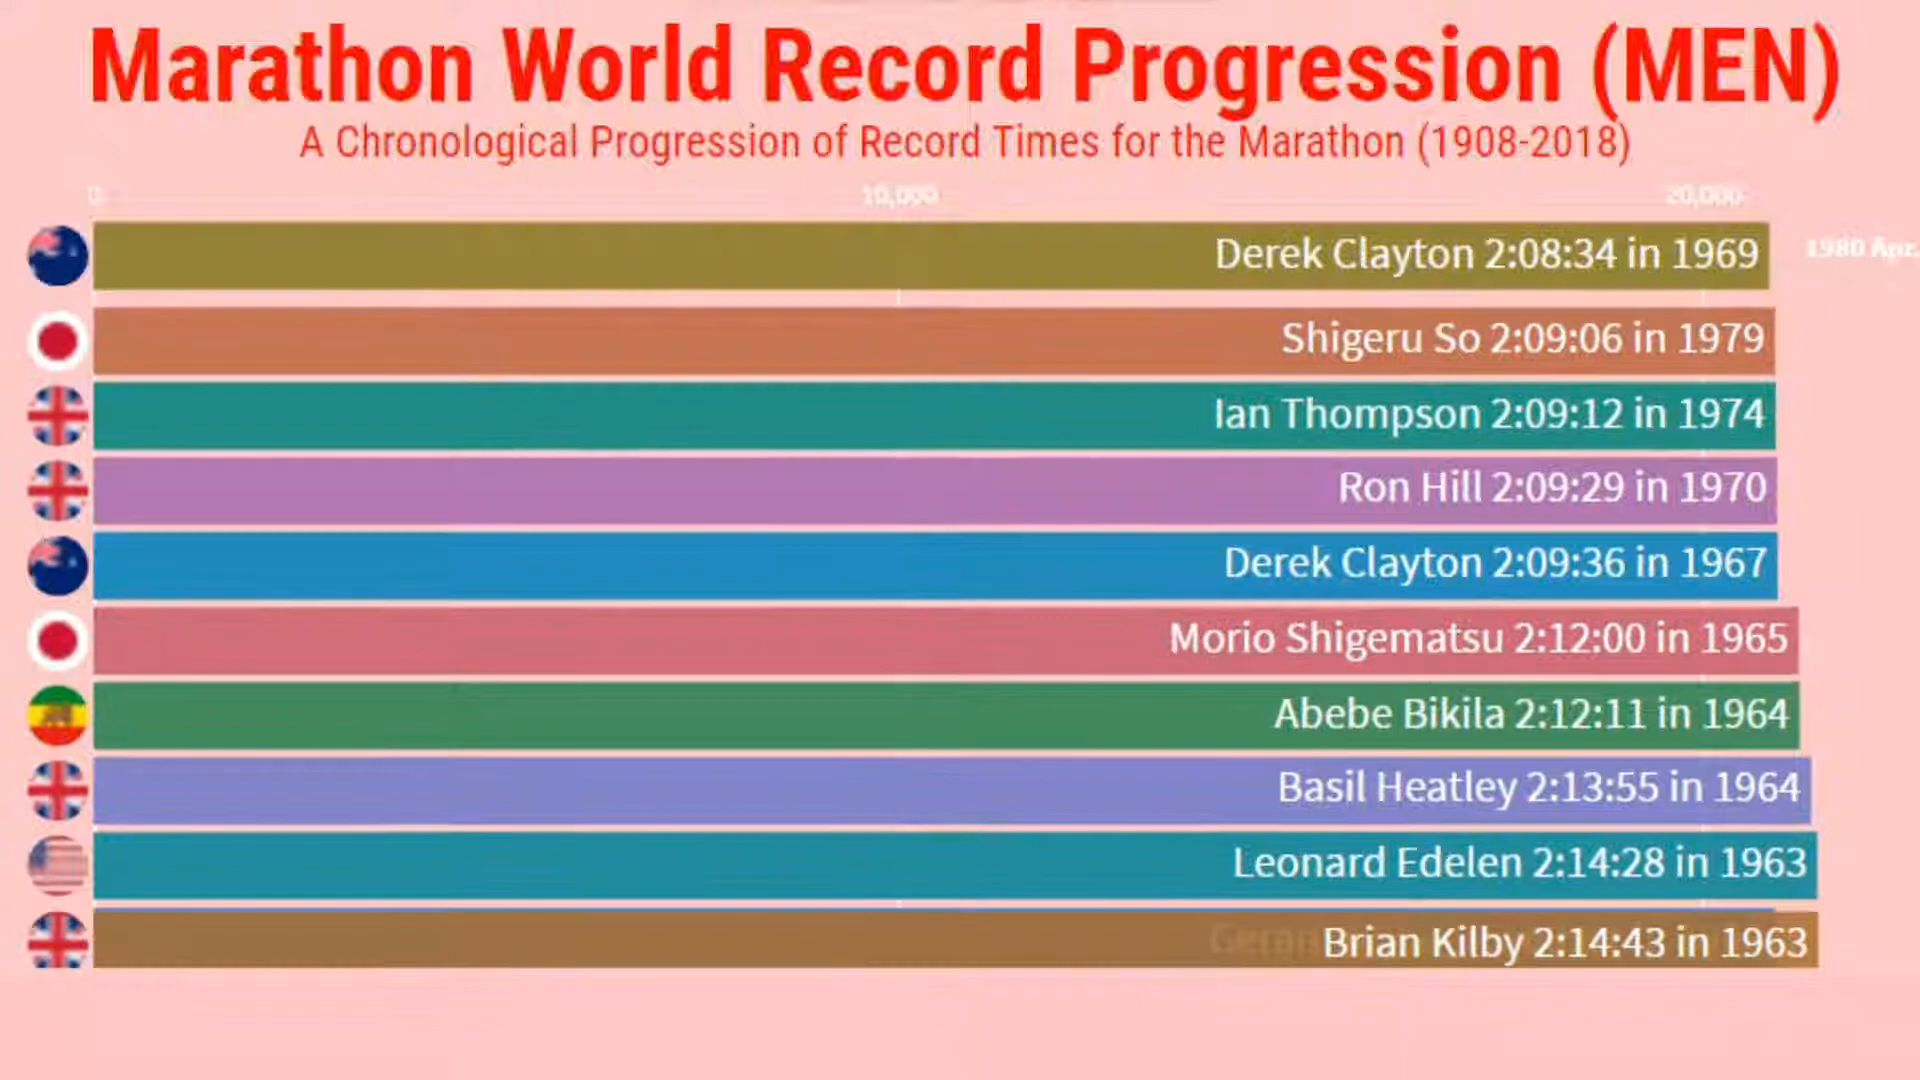 Marathon World Record Progression (MEN)
A Chronological Progression of Record Times for the Marathon (1908-2018)
0 10,000 20,000
Derek Clayton 2:08:34 in 1969
1980 Apr.
Shigeru So 2:09:06 in 1979
Ian Thompson 2:09:12 in 1974
Ron Hill 2:09:29 in 1970
Derek Clayton 2:09:36 in 1967
Morio Shigematsu 2:12:00 in 1965
Abebe Bikila 2:12:11 in 1964
Basil Heatley 2:13:55 in 1964
Leonard Edelen 2:14:28 in 1963
Brian Kilby 2:14:43 in 1963